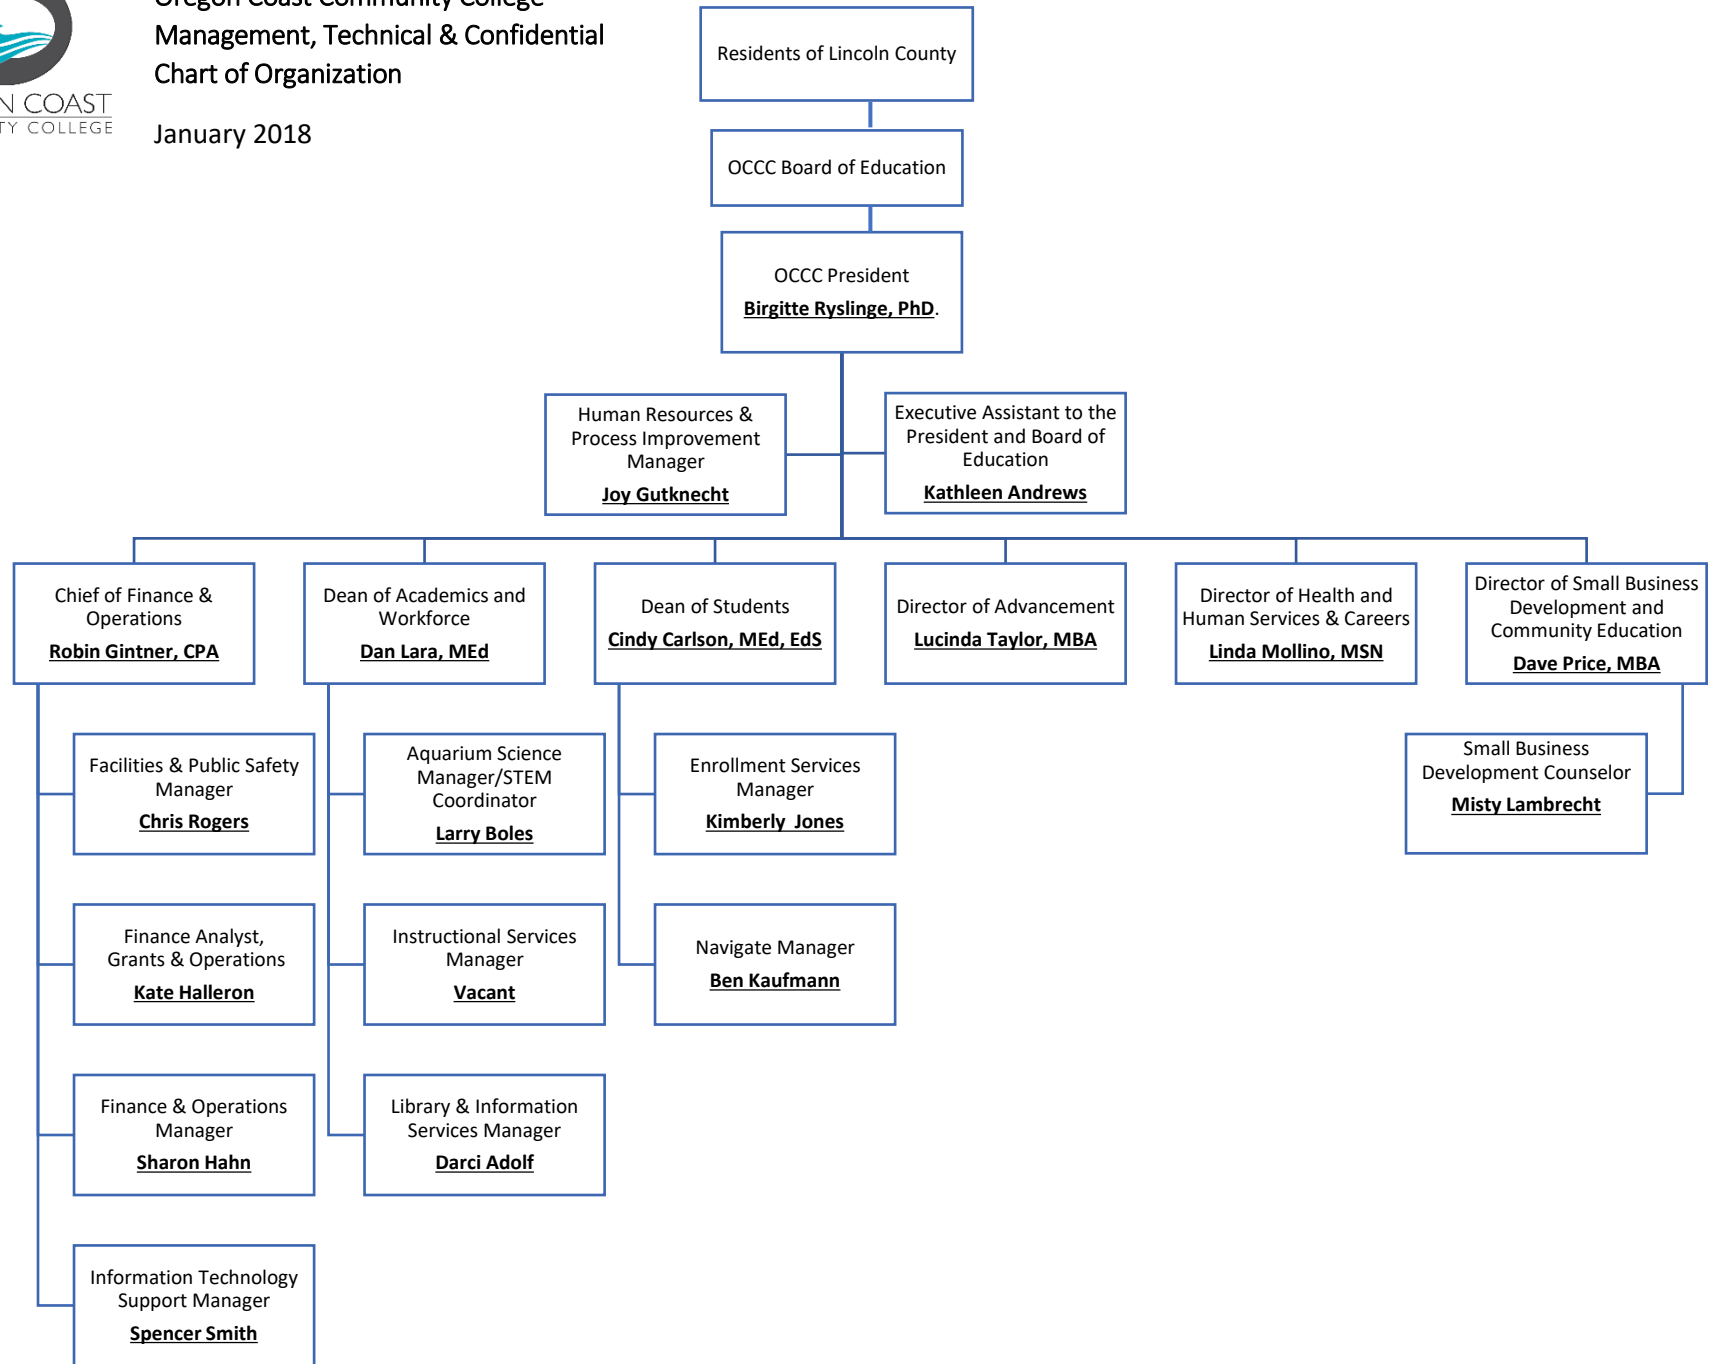 Oregon Coast Community College
Management, Technical & Confidential
Chart of Organization
N COAST
TY COLLEGE
January 2018
Residents of Lincoln County
OCCC Board of Education
OCCC President
Birgitte Ryslinge, PhD.
Human Resources &
Process Improvement
Manager
Joy Gutknecht
Executive Assistant to the
President and Board of
Education
Kathleen Andrews
Chief of Finance &
Operations
Robin Gintner, CPA
Dean of Academics and
Workforce
Dan Lara, MEd
Dean of Students
Cindy Carlson, MEd, EdS
Director of Advancement
Lucinda Taylor, MBA
Director of Health and
Human Services & Careers
Linda Mollino, MSN
Director of Small Business
Development and
Community Education
Dave Price, MBA
Facilities & Public Safety
Manager
Chris Rogers
Aquarium Science
Manager/STEM
Coordinator
Larry Boles
Enrollment Services
Manager
Kimberly  Jones
Small Business
Development Counselor
Misty Lambrecht
Finance Analyst,
Grants & Operations
Kate Halleron
Instructional Services
Manager
Vacant
Navigate Manager
Ben Kaufmann
Finance & Operations
Manager
Sharon Hahn
Library & Information
Services Manager
Darci Adolf
Information Technology
Support Manager
Spencer Smith